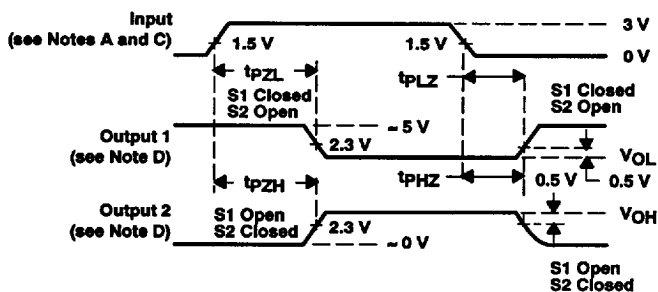 Input
(see Notes A and C)
1.5 V
1.5 V
3 V
0 V
tPZL
tPLZ
S1 Closed
S2 Open
S1 Closed
S2 Open
Output 1
(see Note D)
~ 5 V
2.3 V
VOL
0.5 V
tPZH
tPHZ
0.5 V
Output 2
(see Note D)
S1 Open
S2 Closed
2.3 V
~ 0 V
VOH
S1 Open
S2 Closed